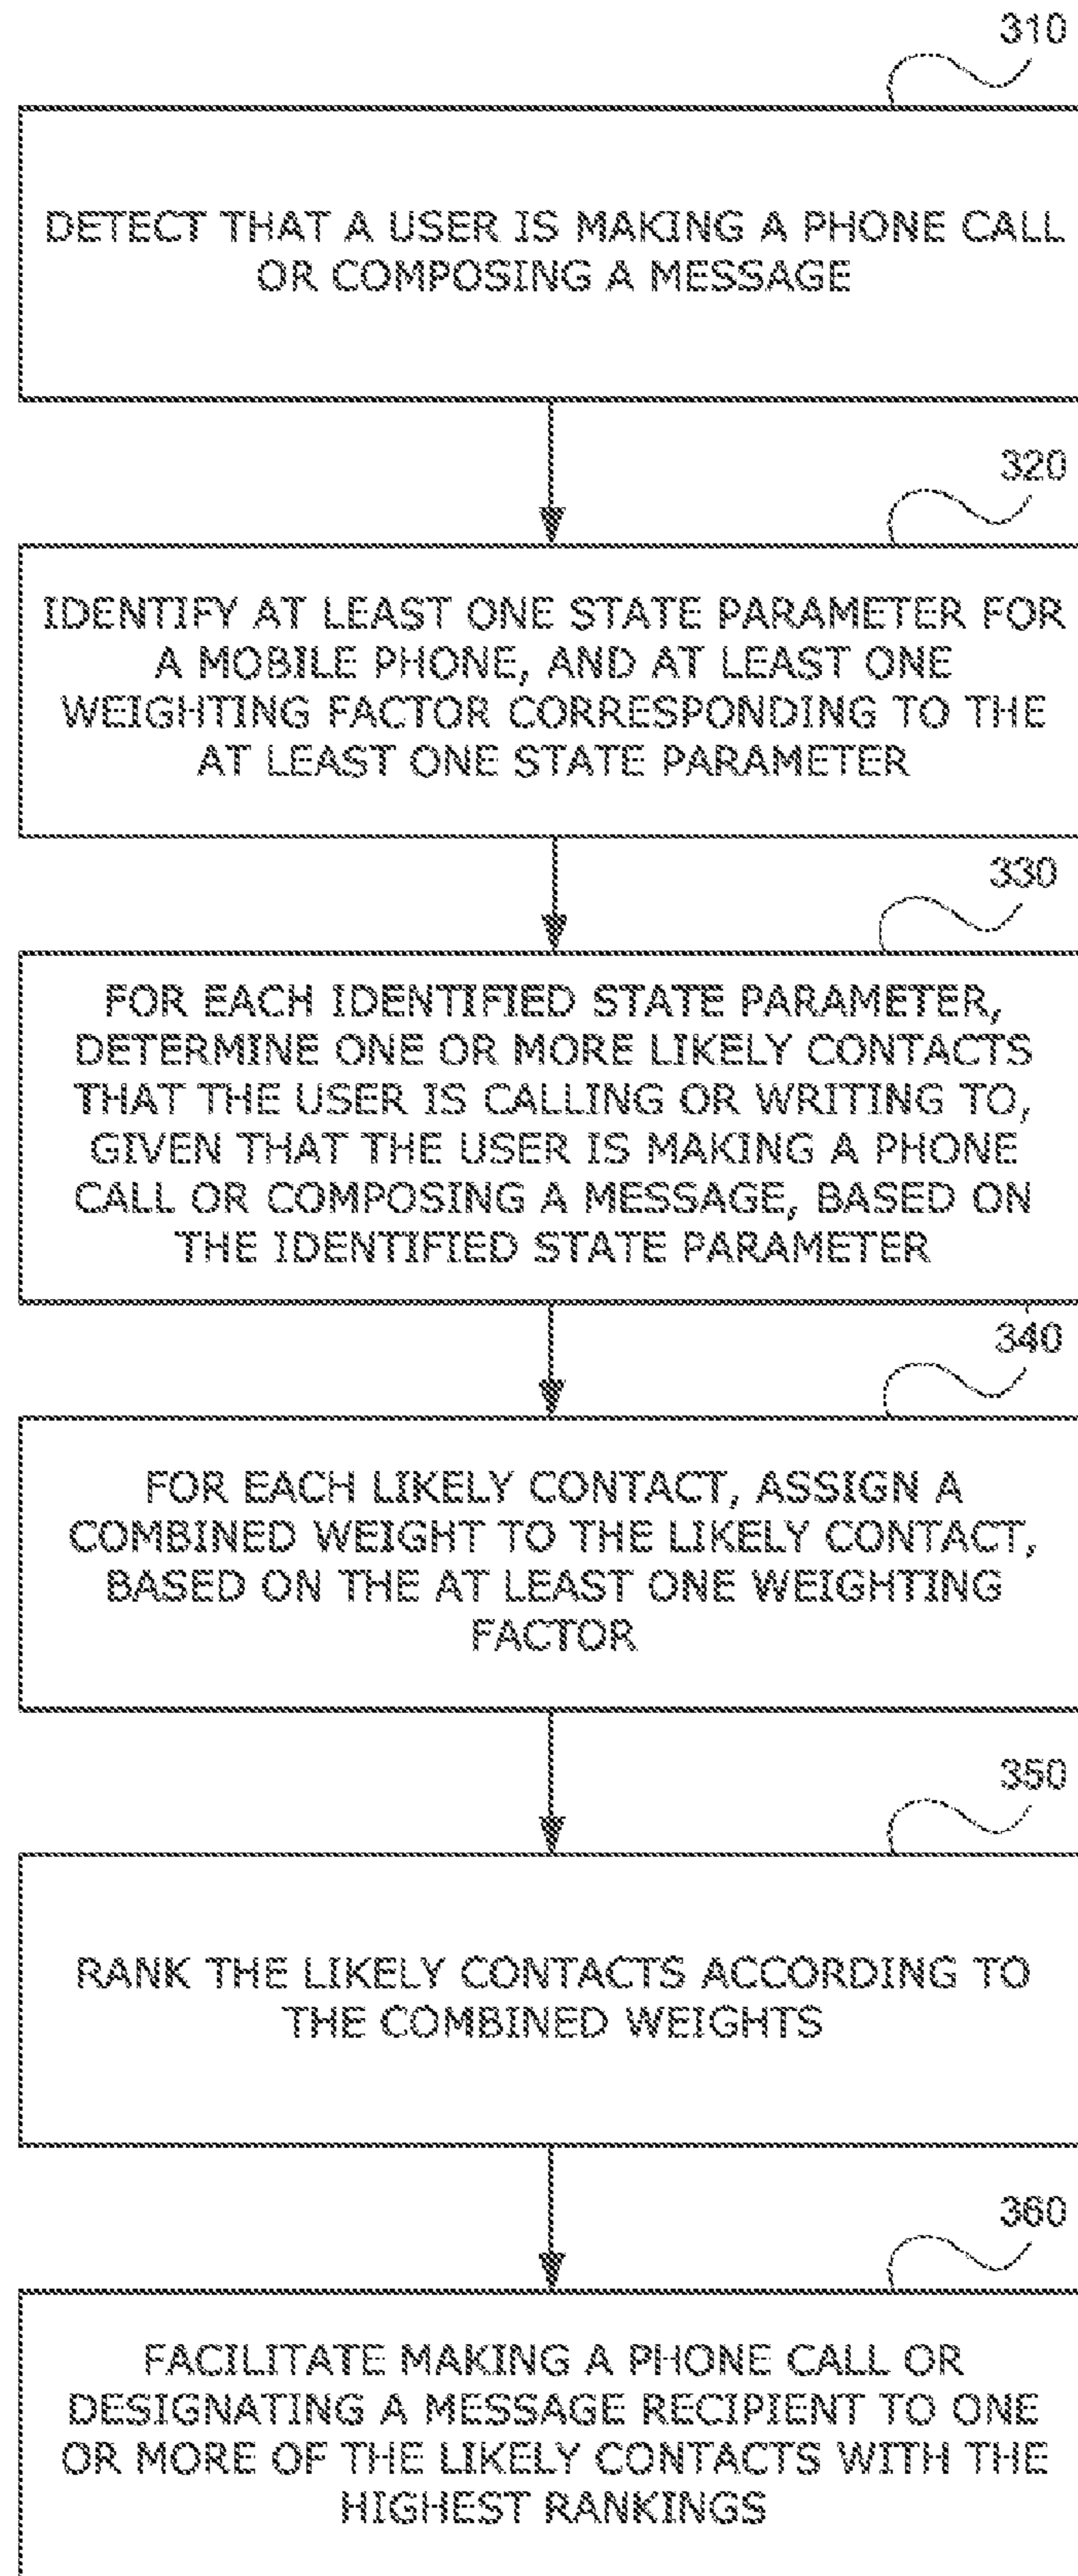 310
DETECT THAT A USER IS MAKING A PHONE CALL
OR COMPOSING A MESSAGE
320
IDENTIFY AT LEAST ONE STATE PARAMETER FOR
A MOBILE PHONE, AND AT LEAST ONE
WEIGHTING FACTOR CORRESPONDING TO THE
AT LEAST ONE STATE PARAMETER
330
FOR EACH IDENTIFIED STATE PARAMETER,
DETERMINE ONE OR MORE LIKELY CONTACTS
THAT THE USER IS CALLING OR WRITING TO,
GIVEN THAT THE USER IS MAKING A PHONE
CALL OR COMPOSING A MESSAGE, BASED ON
THE IDENTIFIED STATE PARAMETER
340
FOR EACH LIKELY CONTACT, ASSIGN A
COMBINED WEIGHT TO THE LIKELY CONTACT,
BASED ON THE AT LEAST ONE WEIGHTING
FACTOR
350
RANK THE LIKELY CONTACTS ACCORDING TO
THE COMBINED WEIGHTS
360
FACILITATE MAKING A PHONE CALL OR
DESIGNATING A MESSAGE RECIPIENT TO ONE
OR MORE OF THE LIKELY CONTACTS WITH THE
HIGHEST RANKINGS